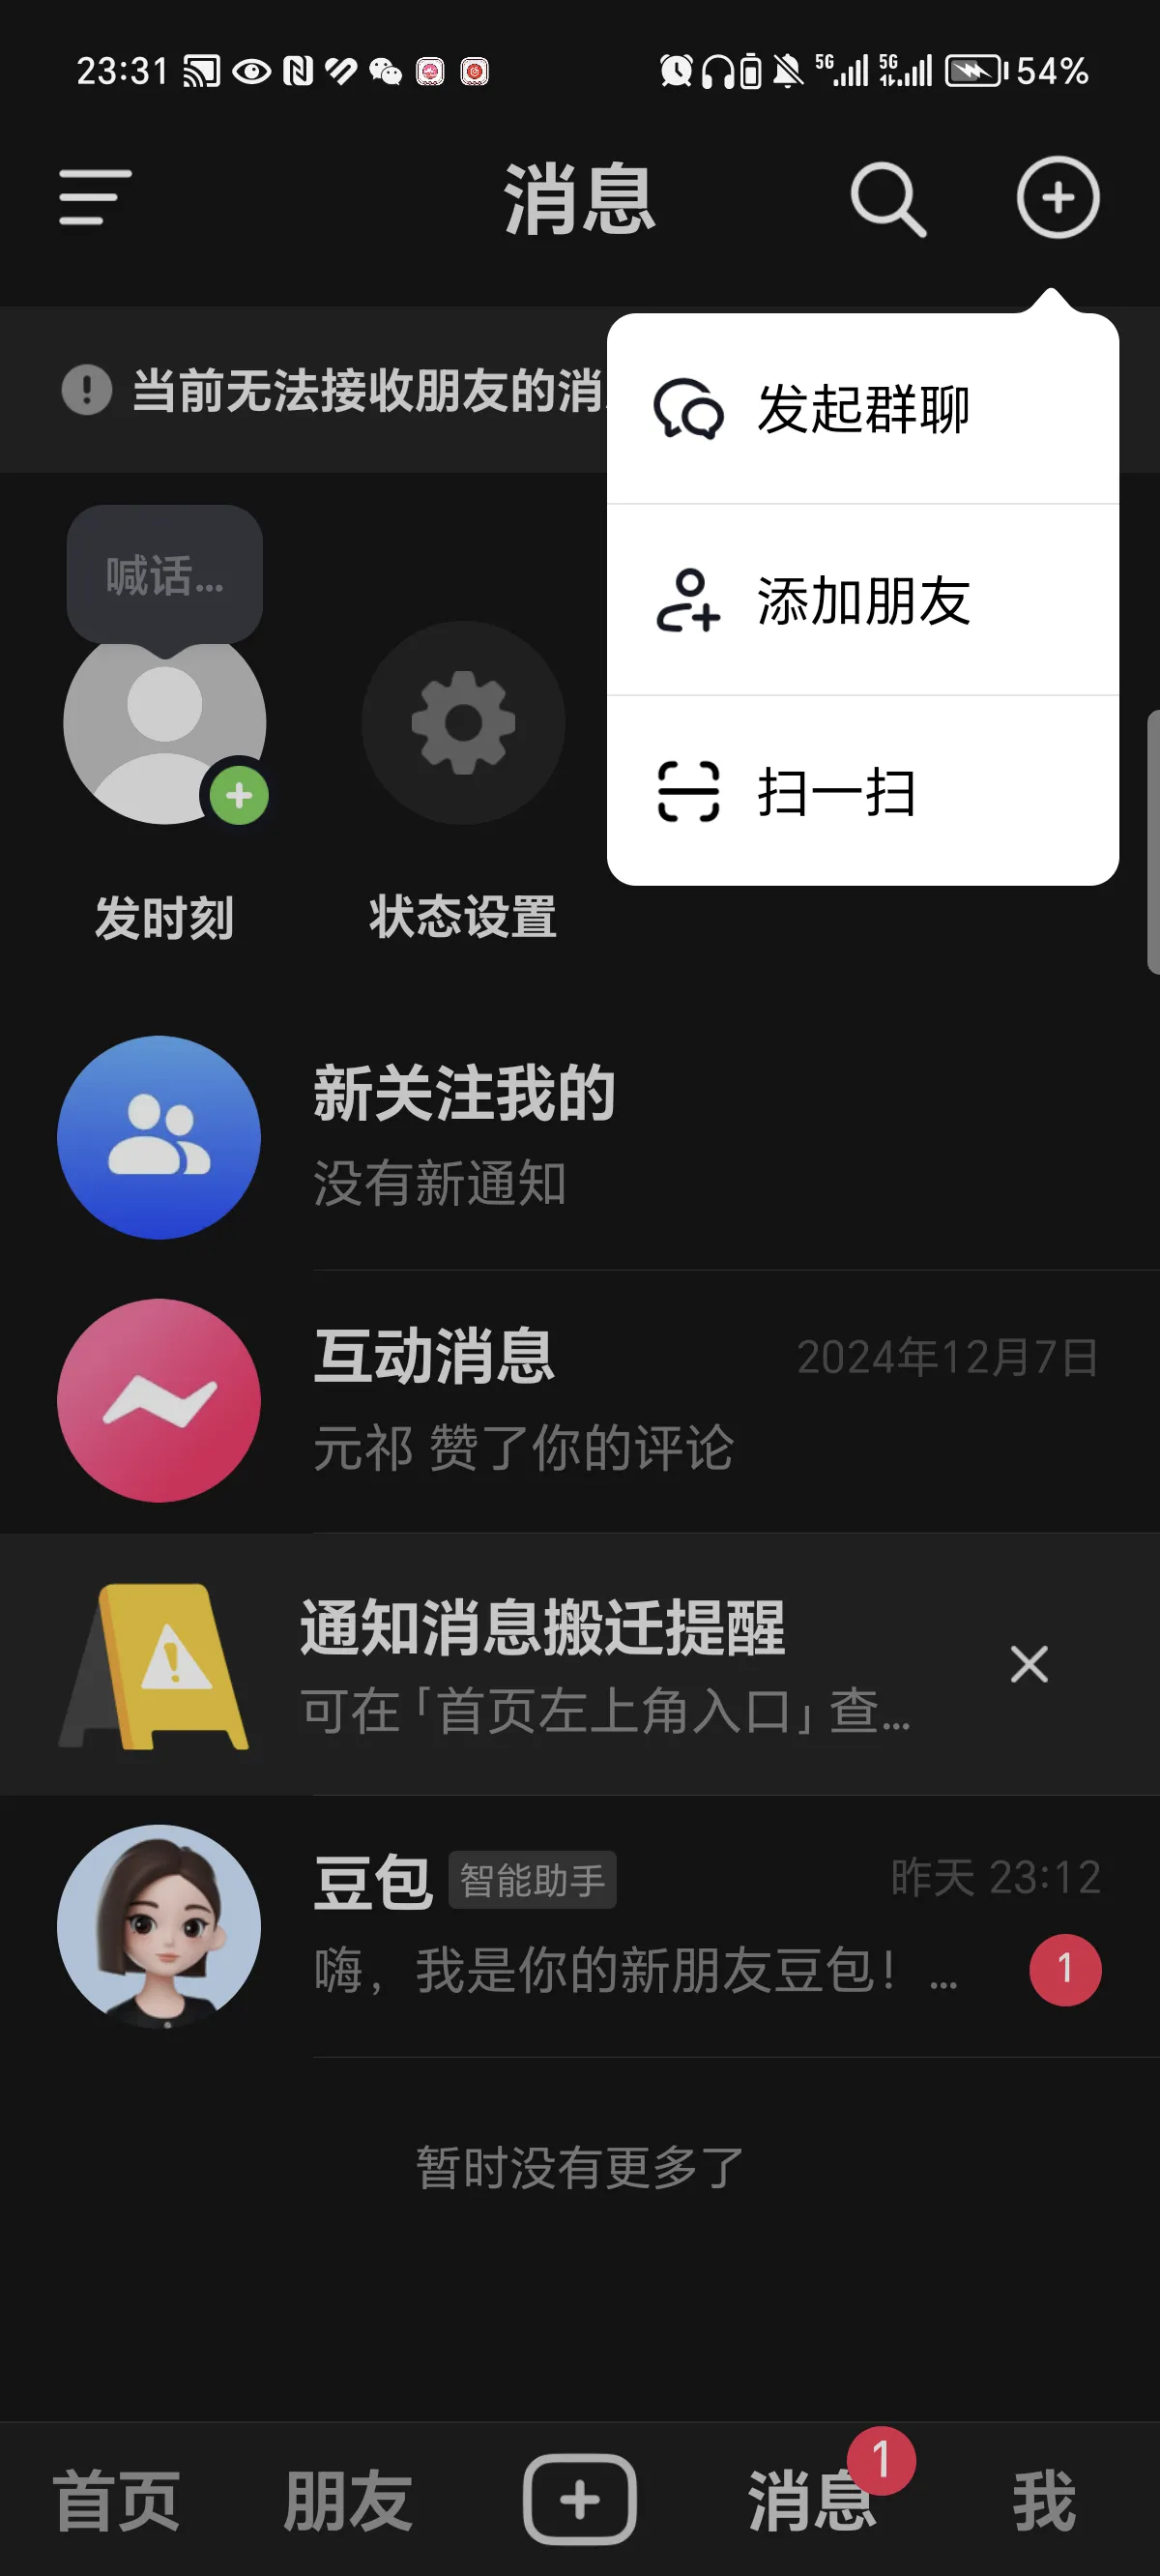 23:31
5G
5G
54%
消息
当前无法接收朋友的消
发起群聊
添加朋友
扫一扫
喊话...
发时刻
状态设置
新关注我的
没有新通知
互动消息
2024年12月7日
元祁 赞了你的评论
通知消息搬迁提醒
可在「首页左上角入口」查...
豆包
智能助手
昨天 23:12
嗨，我是你的新朋友豆包！...
1
暂时没有更多了
首页
朋友
消息
1
我